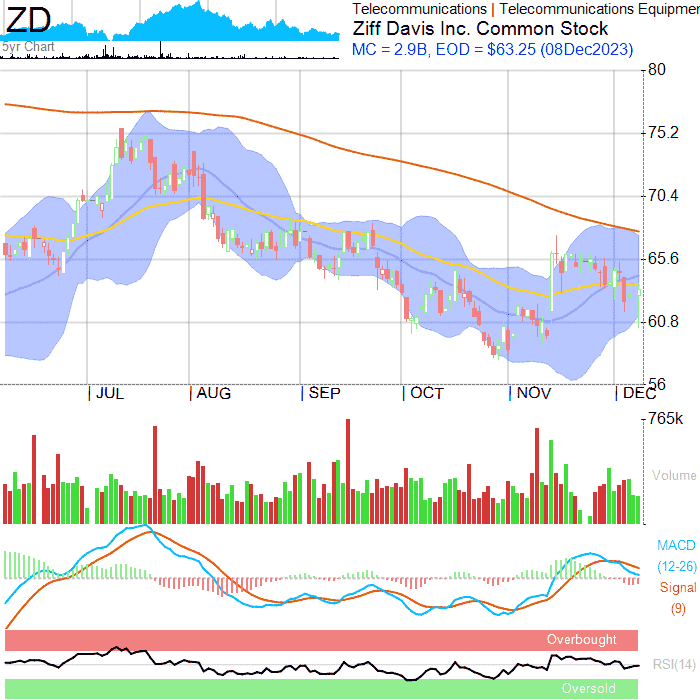 ZD
5yr Chart
Telecommunications | Telecommunications Equipmen
Ziff Davis Inc. Common Stock
MC = 2.9B, EOD = $63.25 (08Dec2023)
80
75.2
70.4
65.6
60.8
56
JUL AUG SEP OCT NOV DEC
765k
Volume
MACD
(12-26)
Signal
(9)
Overbought
RSI(14)
Oversold